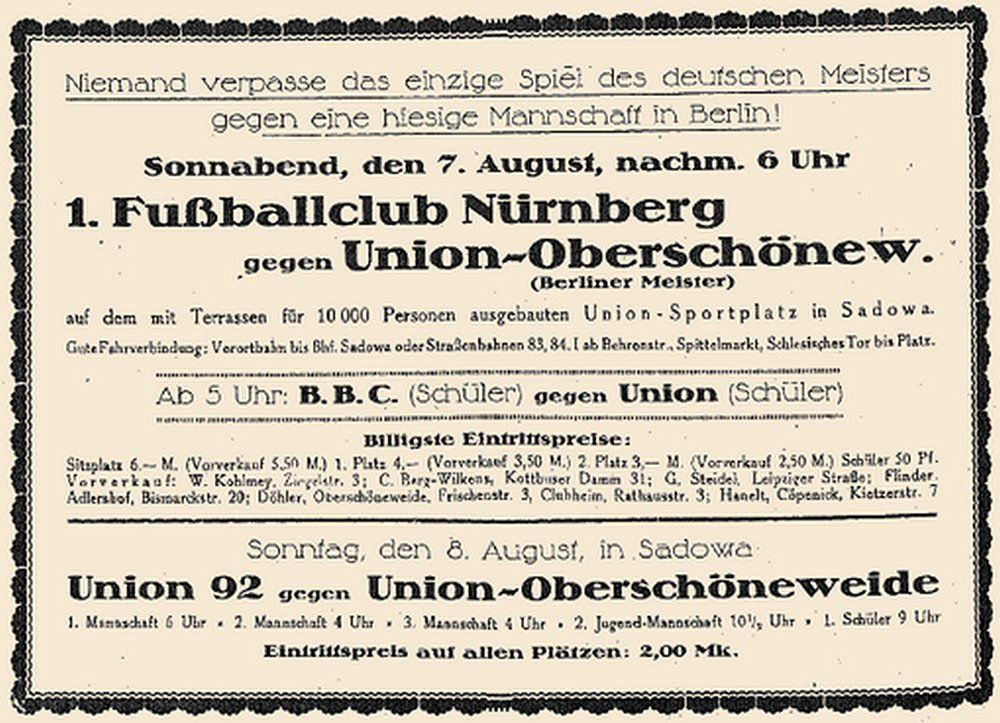 Niemand verpasse das einzige Spiel des deutschen Meisters
gegen eine hiesige Mannschaft in Berlin!
Sonnabend, den 7. August, nachm. 6 Uhr
1. Fußballclub Nürnberg
gegen Union-Oberschönew.
(Berliner Meister)
auf dem mit Terrassen für 10000 Personen ausgebauten Union-Sportplatz in Sadowa.
Gute Fahrverbindung: Vorortbahn bis Bhf. Sadowa oder Straßenbahnen 83, 84. I ab Behrenstr., Spittelmarkt, Schlesisches Tor bis Platz.
Ab 5 Uhr: B. B. C. (Schüler) gegen Union (Schüler)
Billigste Eintrittspreise:
Sitzplatz 6,— M. (Vorverkauf 5,50 M.) 1. Platz 4,— (Vorverkauf 3,50 M.) 2. Platz 3,— M. (Vorverkauf 2,50 M.) Schüler 50 Pf.
Vorverkauf: W. Kohlmey, Ziegelstr. 3; C. Berg-Wilkens, Kottbuser Damm 31; G. Steidel, Leipziger Straße; Flinder,
Adlershof, Bismarckstr. 20; Döhler, Oberschöneweide, Frischenstr. 3, Clubheim, Rathausstr. 3; Hanelt, Cöpenick, Kietzerstr. 7
Sonntag, den 8. August, in Sadowa
Union 92 gegen Union-Oberschöneweide
1. Mannschaft 6 Uhr • 2. Mannschaft 4 Uhr • 3. Mannschaft 4 Uhr • 2. Jugend-Mannschaft 10½ Uhr • 1. Schüler 9 Uhr
Eintrittspreis auf allen Plätzen: 2,00 Mk.